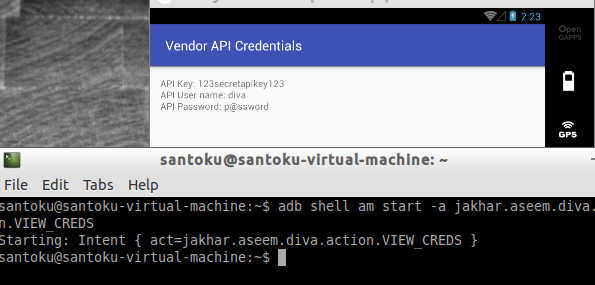 2:23
Vendor API Credentials
Open
GAPPS
API Key: 123secretapikey123
API User name: diva
API Password: p@ssword
GPS
santoku@santoku-virtual-machine: ~
File Edit Tabs Help
santoku@santoku-virtual-machine:~$ adb shell am start -a jakhar.aseem.diva.
n.VIEW_CREDS
Starting: Intent { act=jakhar.aseem.diva.action.VIEW_CREDS }
santoku@santoku-virtual-machine:~$